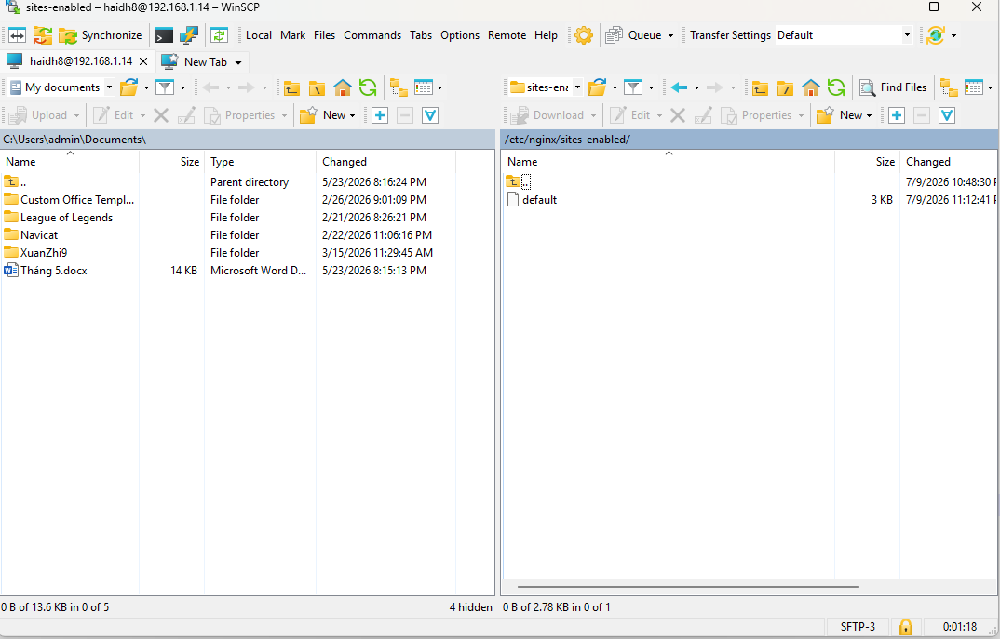 sites-enabled – haidh8@192.168.1.14 – WinSCP
Synchronize Local Mark Files Commands Tabs Options Remote Help Queue Transfer Settings Default
haidh8@192.168.1.14 New Tab
My documents sites-ena Find Files
Upload Edit Properties New Download Edit Properties New
C:\Users\admin\Documents\ /etc/nginx/sites-enabled/
Name Size Type Changed Name Size Changed
.. Parent directory 5/23/2026 8:16:24 PM .. 7/9/2026 10:48:30
Custom Office Templ... File folder 2/26/2026 9:01:09 PM default 3 KB 7/9/2026 11:12:41
League of Legends File folder 2/21/2026 8:26:21 PM
Navicat File folder 2/22/2026 11:06:16 PM
XuanZhi9 File folder 3/15/2026 11:29:45 AM
Tháng 5.docx 14 KB Microsoft Word D... 5/23/2026 8:15:13 PM
0 B of 13.6 KB in 0 of 5 4 hidden 0 B of 2.78 KB in 0 of 1
SFTP-3 0:01:18